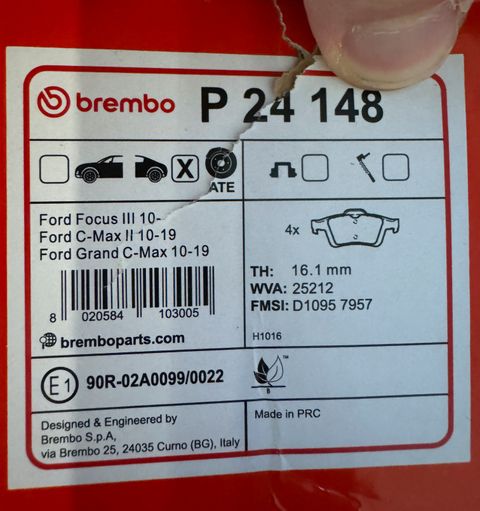 brembo P 24 148
X ATE
Ford Focus III 10-
Ford C-Max II 10-19
Ford Grand C-Max 10-19
8 020584 103005
bremboparts.com
4x
TH: 16.1 mm
WVA: 25212
FMSI: D1095 7957
H1016
E1 90R-02A0099/0022
TM
B
Designed & Engineered by
Brembo S.p.A,
via Brembo 25, 24035 Curno (BG), Italy
Made in PRC